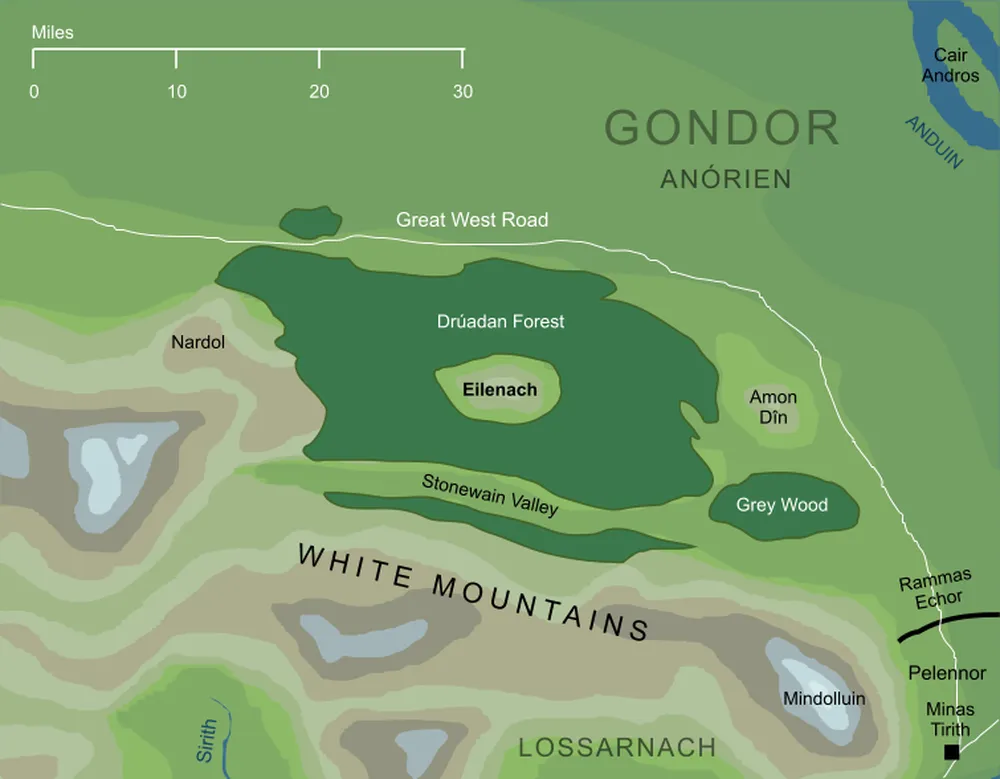 Miles
0 10 20 30
Cair
Andros
ANDUIN
GONDOR
ANÓRIEN
Great West Road
Drúadan Forest
Nardol
Eilenach
Amon
Dîn
Stonewain Valley
Grey Wood
WHITE MOUNTAINS
Rammas
Echor
Pelennor
Mindolluin
Minas
Tirith
Sirith
LOSSARNACH